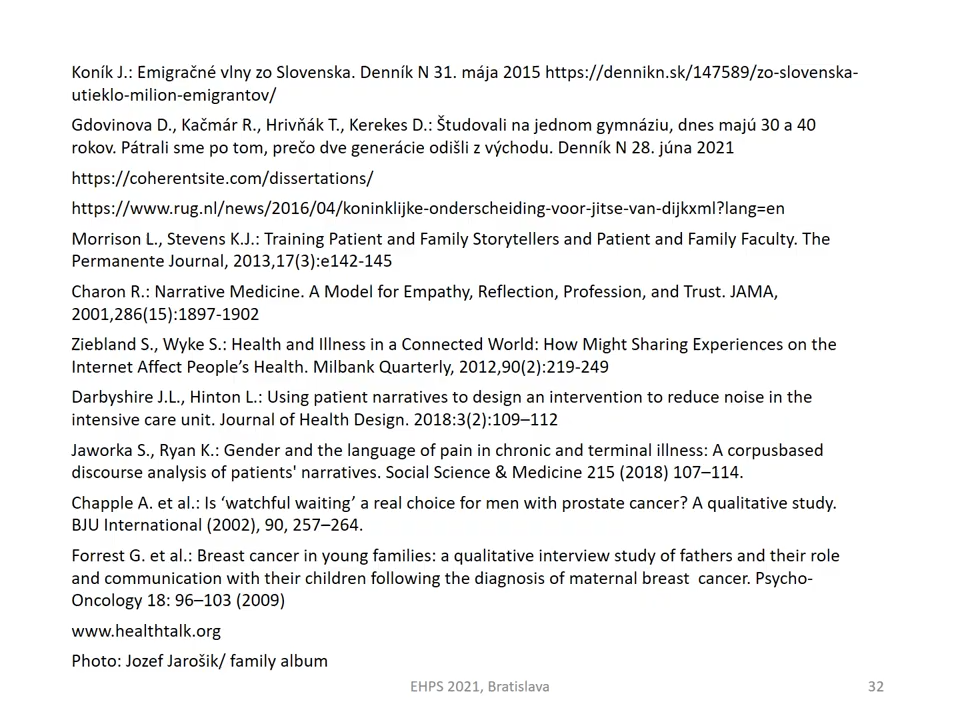 Koník J.: Emigračné vlny zo Slovenska. Denník N 31. mája 2015 https://dennikn.sk/147589/zo-slovenska-
utieklo-milion-emigrantov/
Gdovinova D., Kačmár R., Hrivňák T., Kerekes D.: Študovali na jednom gymnáziu, dnes majú 30 a 40
rokov. Pátrali sme po tom, prečo dve generácie odišli z východu. Denník N 28. júna 2021
https://coherentsite.com/dissertations/
https://www.rug.nl/news/2016/04/koninklijke-onderscheiding-voor-jitse-van-dijkxml?lang=en
Morrison L., Stevens K.J.: Training Patient and Family Storytellers and Patient and Family Faculty. The
Permanente Journal, 2013,17(3):e142-145
Charon R.: Narrative Medicine. A Model for Empathy, Reflection, Profession, and Trust. JAMA,
2001,286(15):1897-1902
Ziebland S., Wyke S.: Health and Illness in a Connected World: How Might Sharing Experiences on the
Internet Affect People’s Health. Milbank Quarterly, 2012,90(2):219-249
Darbyshire J.L., Hinton L.: Using patient narratives to design an intervention to reduce noise in the
intensive care unit. Journal of Health Design. 2018:3(2):109–112
Jaworka S., Ryan K.: Gender and the language of pain in chronic and terminal illness: A corpusbased
discourse analysis of patients' narratives. Social Science & Medicine 215 (2018) 107–114.
Chapple A. et al.: Is ‘watchful waiting’ a real choice for men with prostate cancer? A qualitative study.
BJU International (2002), 90, 257–264.
Forrest G. et al.: Breast cancer in young families: a qualitative interview study of fathers and their role
and communication with their children following the diagnosis of maternal breast  cancer. Psycho-
Oncology 18: 96–103 (2009)
www.healthtalk.org
Photo: Jozef Jarošik/ family album
EHPS 2021, Bratislava
32